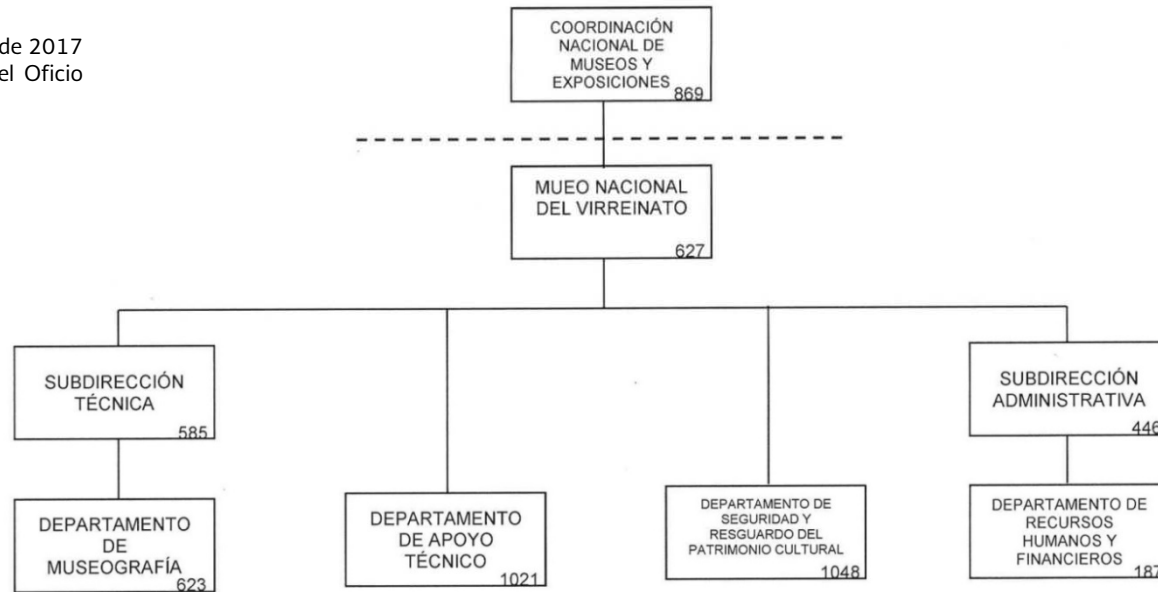 de 2017
el Oficio
COORDINACIÓN
NACIONAL DE
MUSEOS Y
EXPOSICIONES
869
MUEO NACIONAL
DEL VIRREINATO
627
SUBDIRECCIÓN
TÉCNICA
585
SUBDIRECCIÓN
ADMINISTRATIVA
446
DEPARTAMENTO
DE
MUSEOGRAFÍA
623
DEPARTAMENTO
DE APOYO
TÉCNICO
1021
DEPARTAMENTO DE
SEGURIDAD Y
RESGUARDO DEL
PATRIMONIO CULTURAL
1048
DEPARTAMENTO DE
RECURSOS
HUMANOS Y
FINANCIEROS
187